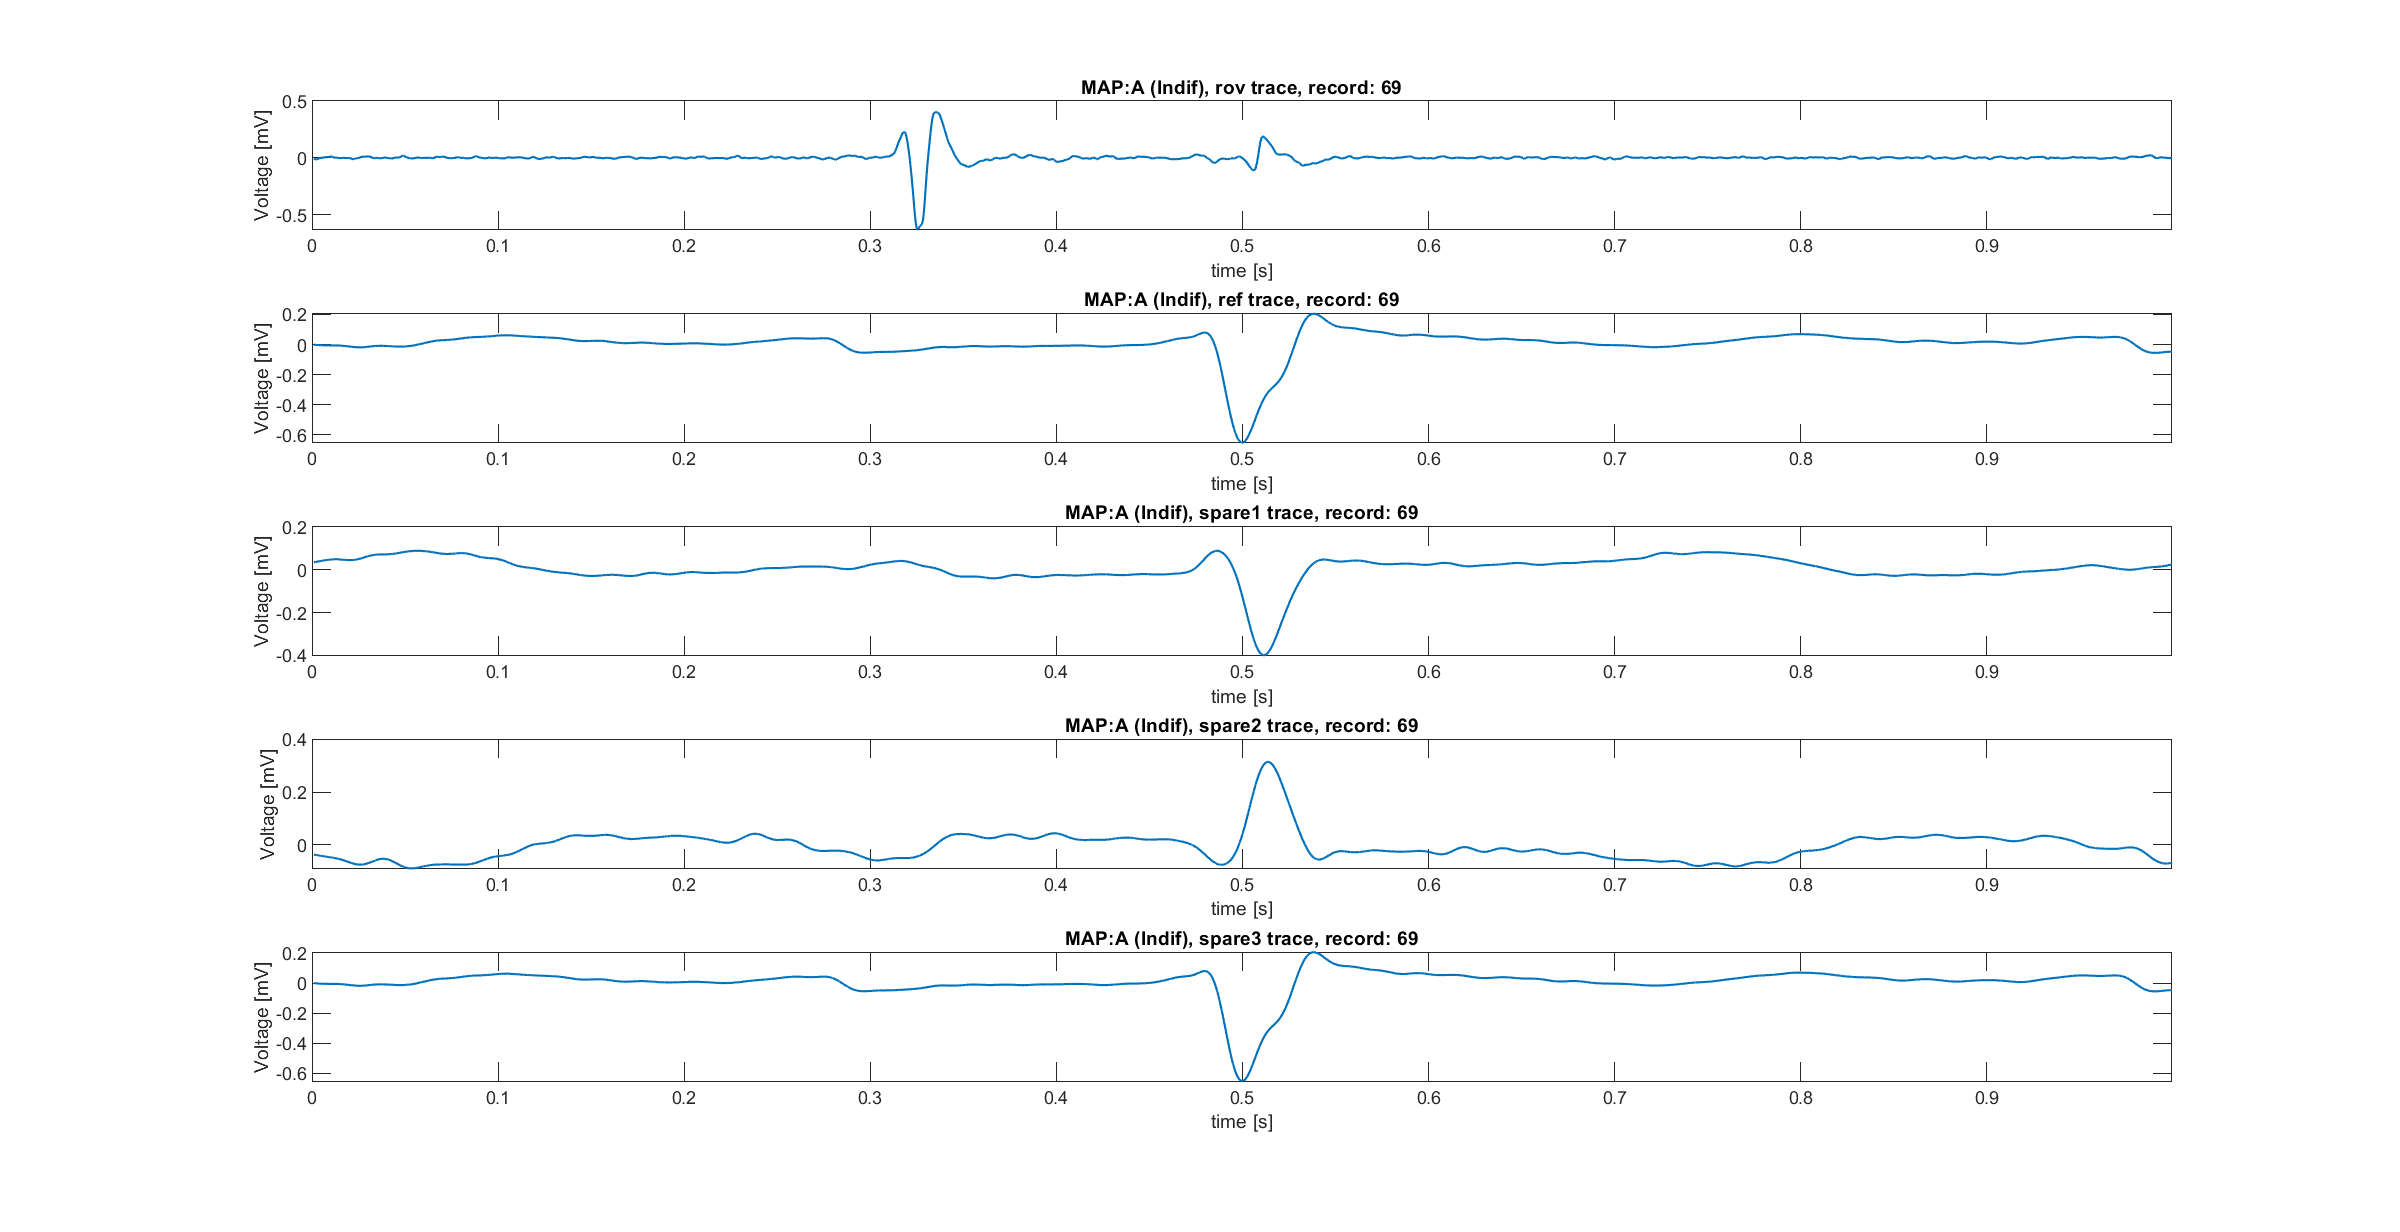 MAP:A (Indif), rov trace, record: 69
Voltage [mV]
0.5
0
-0.5
0 0.1 0.2 0.3 0.4 0.5 0.6 0.7 0.8 0.9
time [s]
MAP:A (Indif), ref trace, record: 69
Voltage [mV]
0.2
0
-0.2
-0.4
-0.6
0 0.1 0.2 0.3 0.4 0.5 0.6 0.7 0.8 0.9
time [s]
MAP:A (Indif), spare1 trace, record: 69
Voltage [mV]
0.2
0
-0.2
-0.4
0 0.1 0.2 0.3 0.4 0.5 0.6 0.7 0.8 0.9
time [s]
MAP:A (Indif), spare2 trace, record: 69
Voltage [mV]
0.4
0.2
0
0 0.1 0.2 0.3 0.4 0.5 0.6 0.7 0.8 0.9
time [s]
MAP:A (Indif), spare3 trace, record: 69
Voltage [mV]
0.2
0
-0.2
-0.4
-0.6
0 0.1 0.2 0.3 0.4 0.5 0.6 0.7 0.8 0.9
time [s]